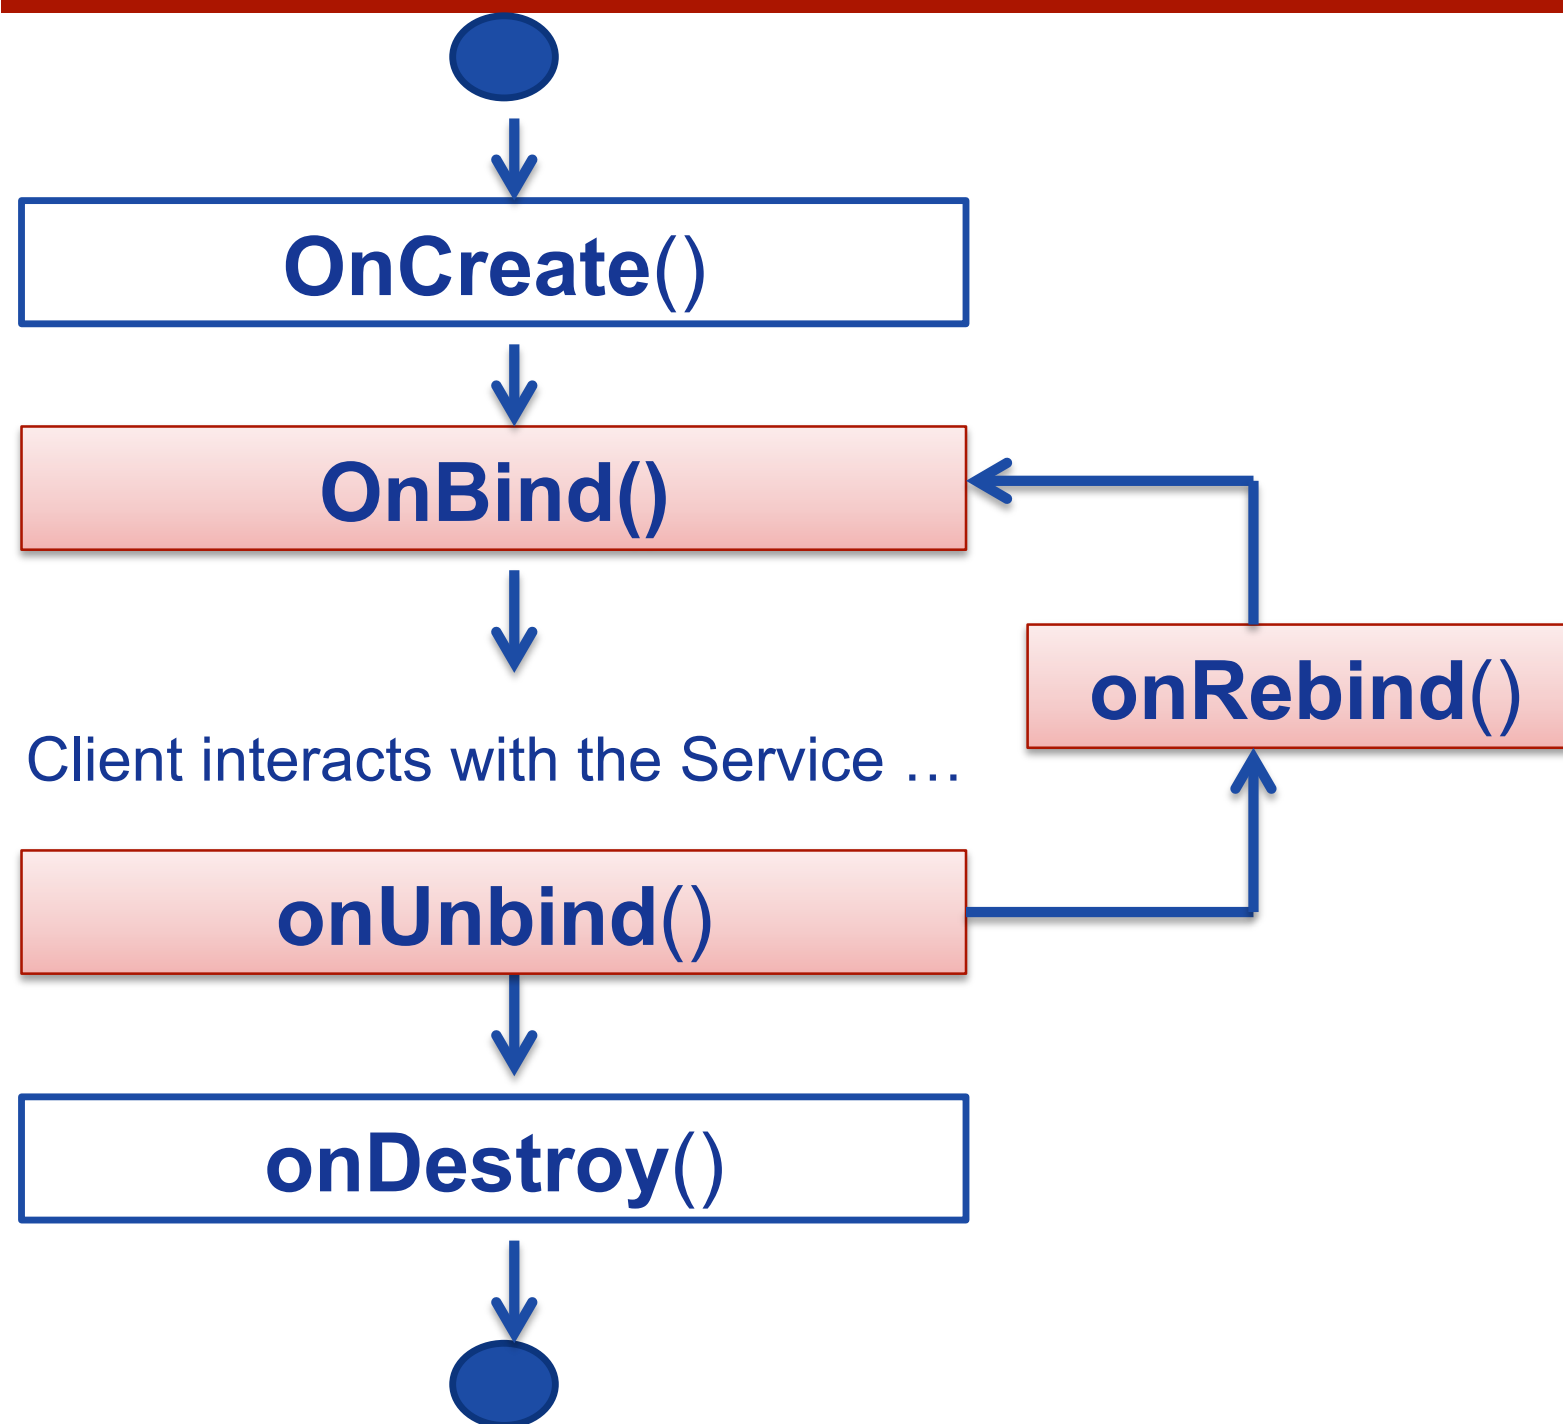 OnCreate()
OnBind()
onRebind()
Client interacts with the Service …
onUnbind()
onDestroy()